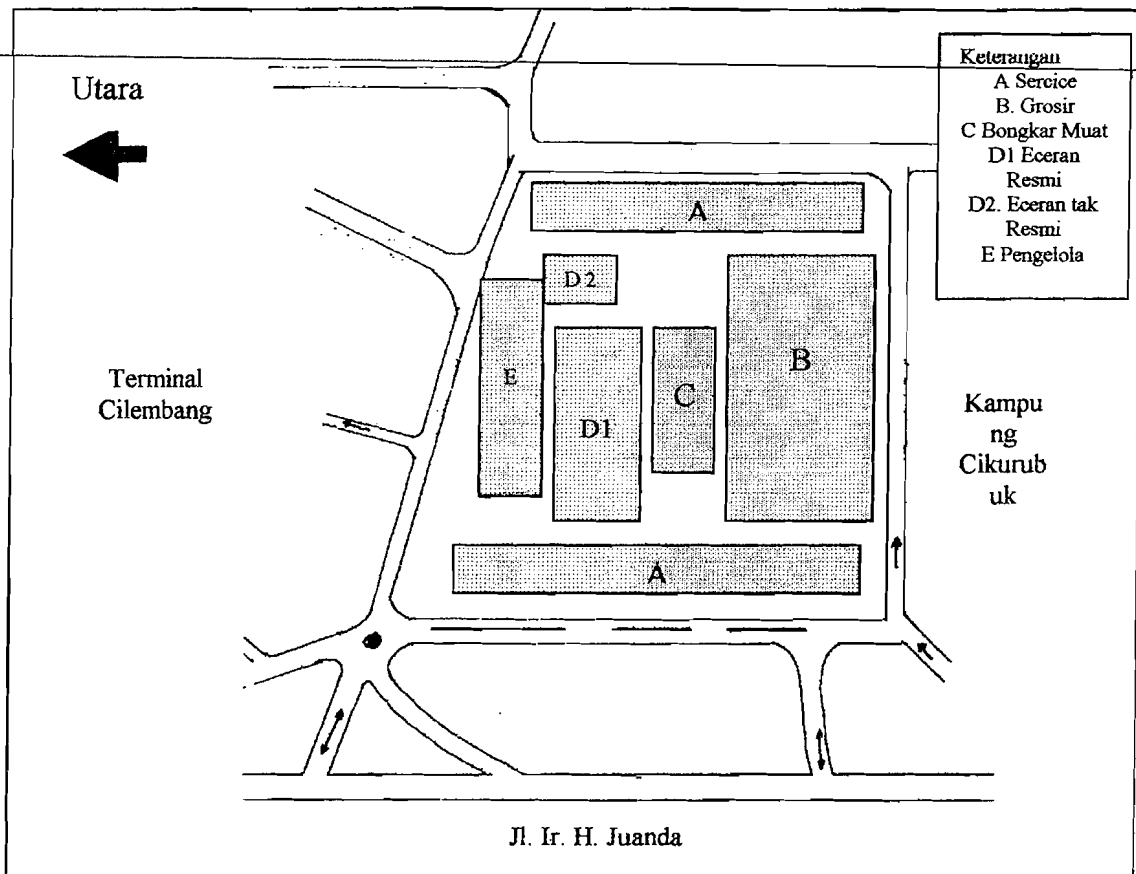 Utara
Keterangan
A Sercice
B. Grosir
C Bongkar Muat
D1 Eceran
Resmi
D2. Eceran tak
Resmi
E Pengelola
A
D2
E
D1
C
B
A
Terminal
Cilembang
Kampu
ng
Cikurub
uk
Jl. Ir. H. Juanda